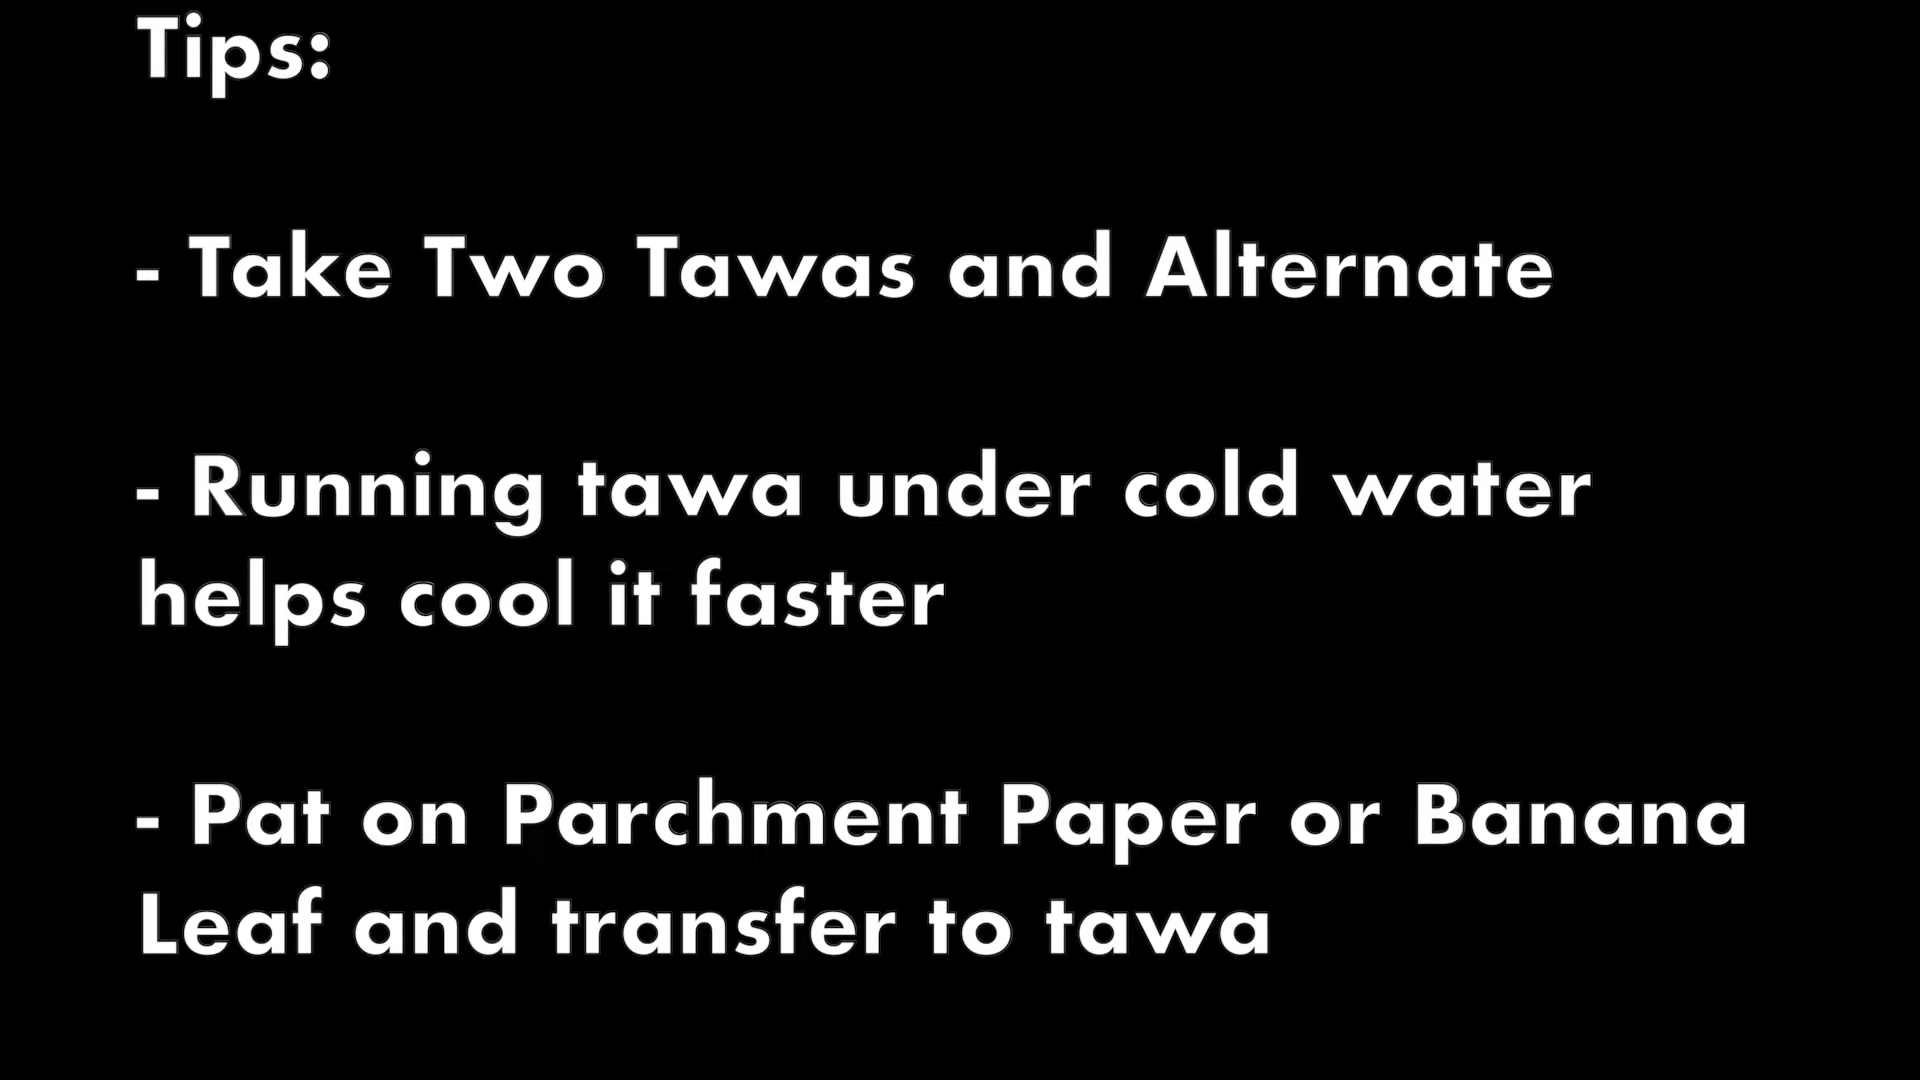 Tips:
- Take Two Tawas and Alternate
- Running tawa under cold water
helps cool it faster
- Pat on Parchment Paper or Banana
Leaf and transfer to tawa